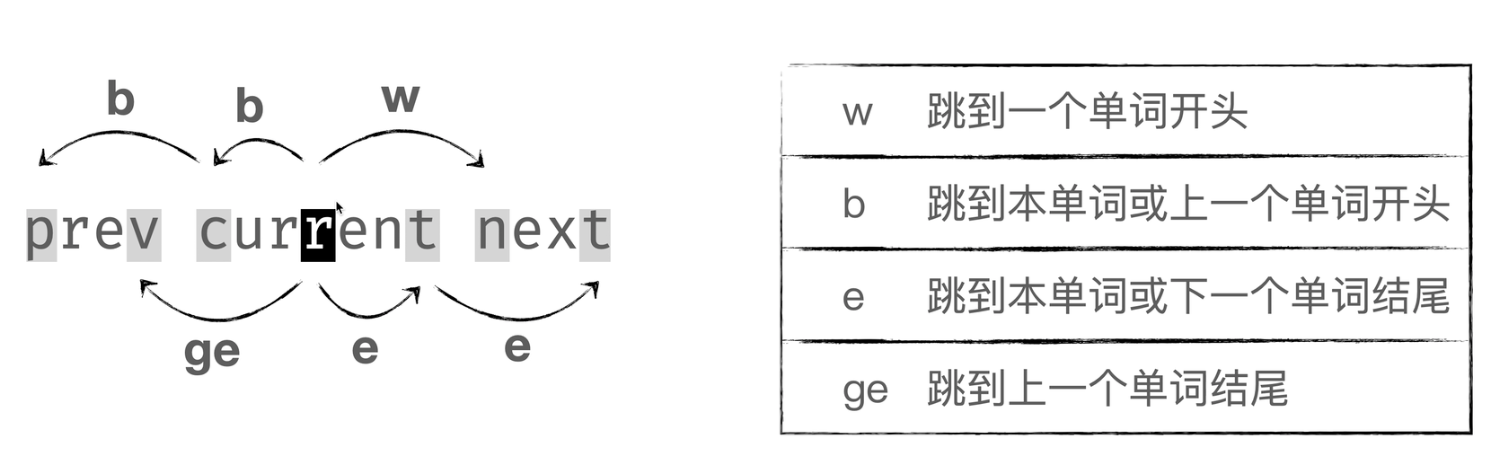 b b w
prev current next
ge e e
w 跳到一个单词开头
b 跳到本单词或上一个单词开头
e 跳到本单词或下一个单词结尾
ge 跳到上一个单词结尾